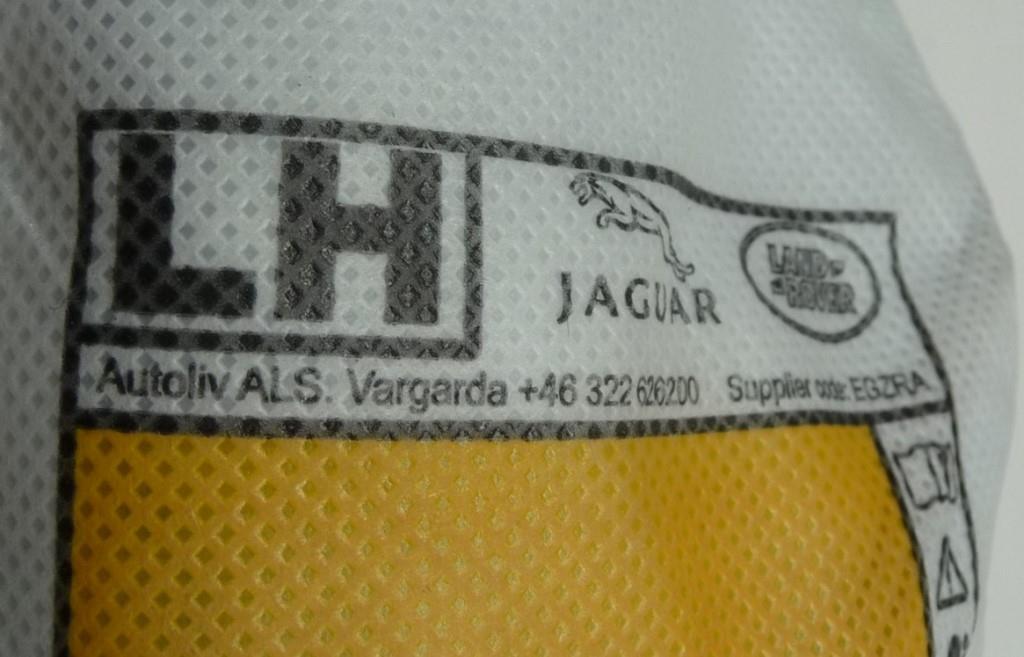 LH
JAGUAR
LAND-
-ROVER
Autoliv ALS. Vargarda +46 322 626200 Supplier code: EGZRA